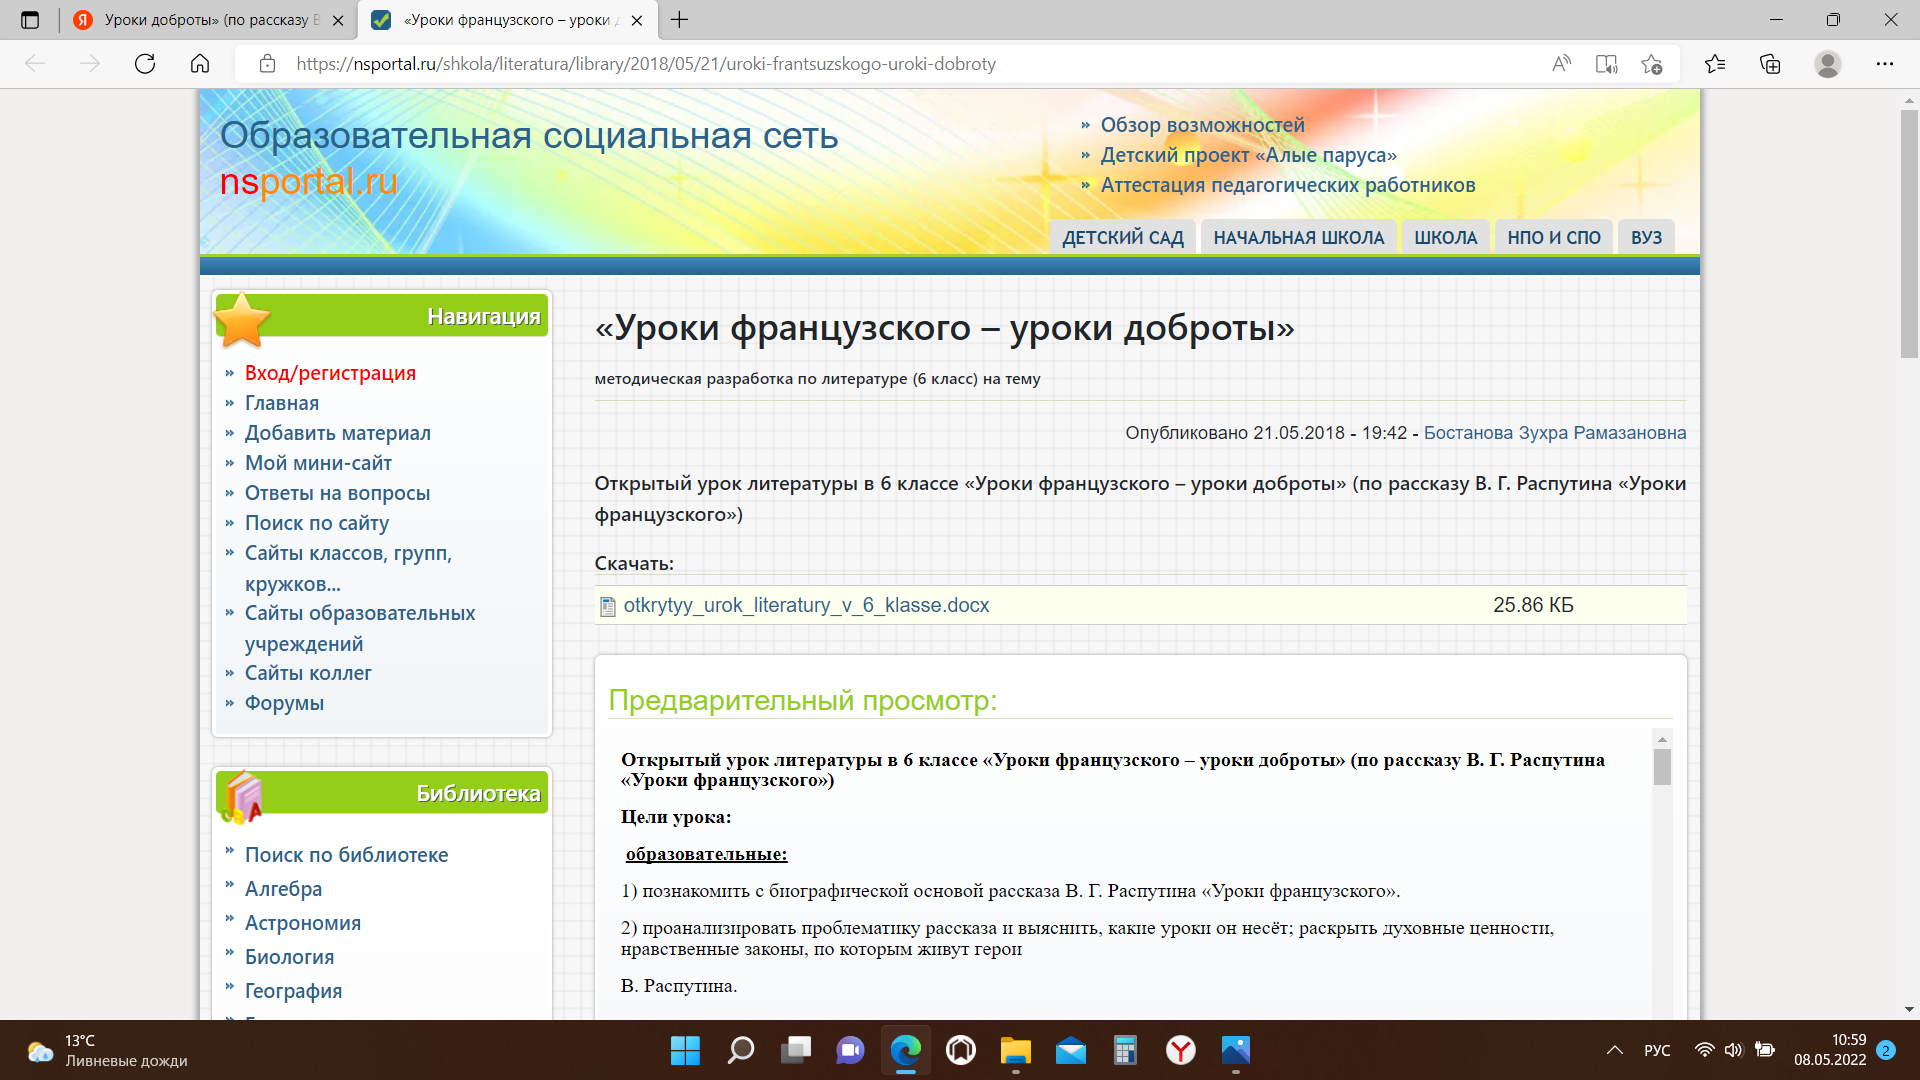 Уроки доброты» (по рассказу В
«Уроки французского – уроки д
https://nsportal.ru/shkola/literatura/library/2018/05/21/uroki-frantsuzskogo-uroki-dobroty
Образовательная социальная сеть
nsportal.ru
» Обзор возможностей
» Детский проект «Алые паруса»
» Аттестация педагогических работников
ДЕТСКИЙ САД НАЧАЛЬНАЯ ШКОЛА ШКОЛА НПО И СПО ВУЗ
Навигация
» Вход/регистрация
» Главная
» Добавить материал
» Мой мини-сайт
» Ответы на вопросы
» Поиск по сайту
» Сайты классов, групп,
кружков...
» Сайты образовательных
учреждений
» Сайты коллег
» Форумы
Библиотека
» Поиск по библиотеке
» Алгебра
» Астрономия
» Биология
» География
«Уроки французского – уроки доброты»
методическая разработка по литературе (6 класс) на тему
Опубликовано 21.05.2018 - 19:42 - Бостанова Зухра Рамазановна
Открытый урок литературы в 6 классе «Уроки французского – уроки доброты» (по рассказу В. Г. Распутина «Уроки
французского»)
Скачать:
otkrytyy_urok_literatury_v_6_klasse.docx 25.86 КБ
Предварительный просмотр:
Открытый урок литературы в 6 классе «Уроки французского – уроки доброты» (по рассказу В. Г. Распутина
«Уроки французского»)
Цели урока:
образовательные:
1) познакомить с биографической основой рассказа В. Г. Распутина «Уроки французского».
2) проанализировать проблематику рассказа и выяснить, какие уроки он несёт; раскрыть духовные ценности,
нравственные законы, по которым живут герои
В. Распутина.
13°C
Ливневые дожди
РУС
10:59
08.05.2022
2